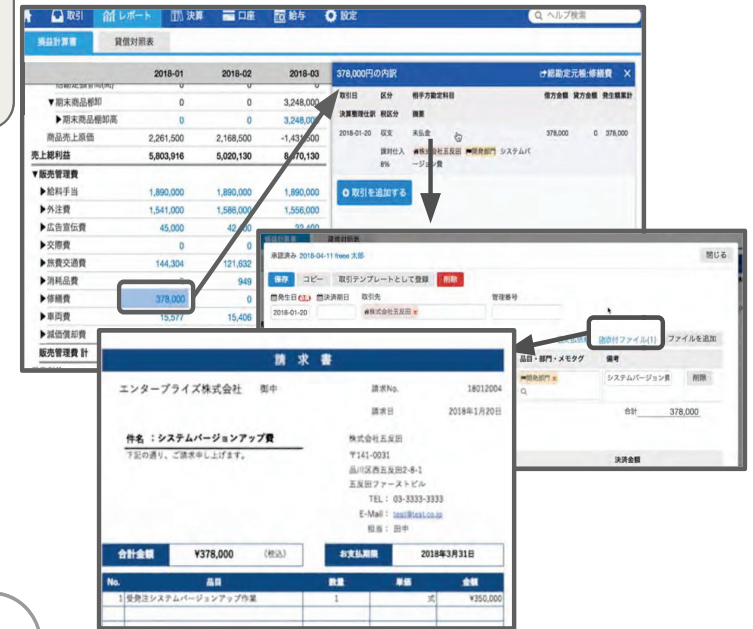 取引 レポート 決算 口座 給与 設定 ヘルプ検索
損益計算書 貸借対照表
2018-01 2018-02 2018-03
▼期末商品棚卸 0 0 3,248,000
▶期末商品棚卸高 0 0 3,248,000
商品売上原価 2,261,500 2,168,500
売上総利益 5,803,916 5,020,130
▼販売管理費
▶給料手当 1,890,000 1,890,000 1,890,000
▶外注費 1,541,000 1,586,000 1,556,000
▶広告宣伝費 45,000
▶交際費 0 0
▶旅費交通費 144,304 121,632
▶消耗品費 0 949
▶修繕費 378,000 0
▶車両費 15,577 15,406
▶減価償却費
販売管理費 計
378,000円の内訳 総勘定元帳:修繕費 ×
取引日 区分 相手方勘定科目 借方金額 貸方金額 発生額累計
決算整理仕訳 税区分 摘要
2018-01-20 収支 未払金 378,000 0 378,000
課対仕入 8% 株式会社五反田 開発部門 システムバージョン費
取引を追加する
損益計算書 貸借対照表
承認済み 2018-04-11 freee 太郎 閉じる
保存 コピー 取引テンプレートとして登録 削除
発生日 決済期日 取引先 管理番号
2018-01-20 株式会社五反田 x
添付ファイル(1) ファイルを追加
品目・部門・メモタグ 備考
開発部門 x システムバージョン費 削除
合計 378,000
決済金額
請 求 書
エンタープライズ株式会社 御中 請求No. 18012004
請求日 2018年1月20日
件名 :システムバージョンアップ費
下記の通り、ご請求申し上げます。
株式会社五反田
〒141-0031
品川区西五反田2-8-1
五反田ファーストビル
TEL: 03-3333-3333
E-Mail: test@test.co.jp
担当: 田中
合計金額 ¥378,000 (税込) お支払期限 2018年3月31日
No. 品目 数量 単価 金額
1 受発注システムバージョンアップ作業 1 式 ¥350,000